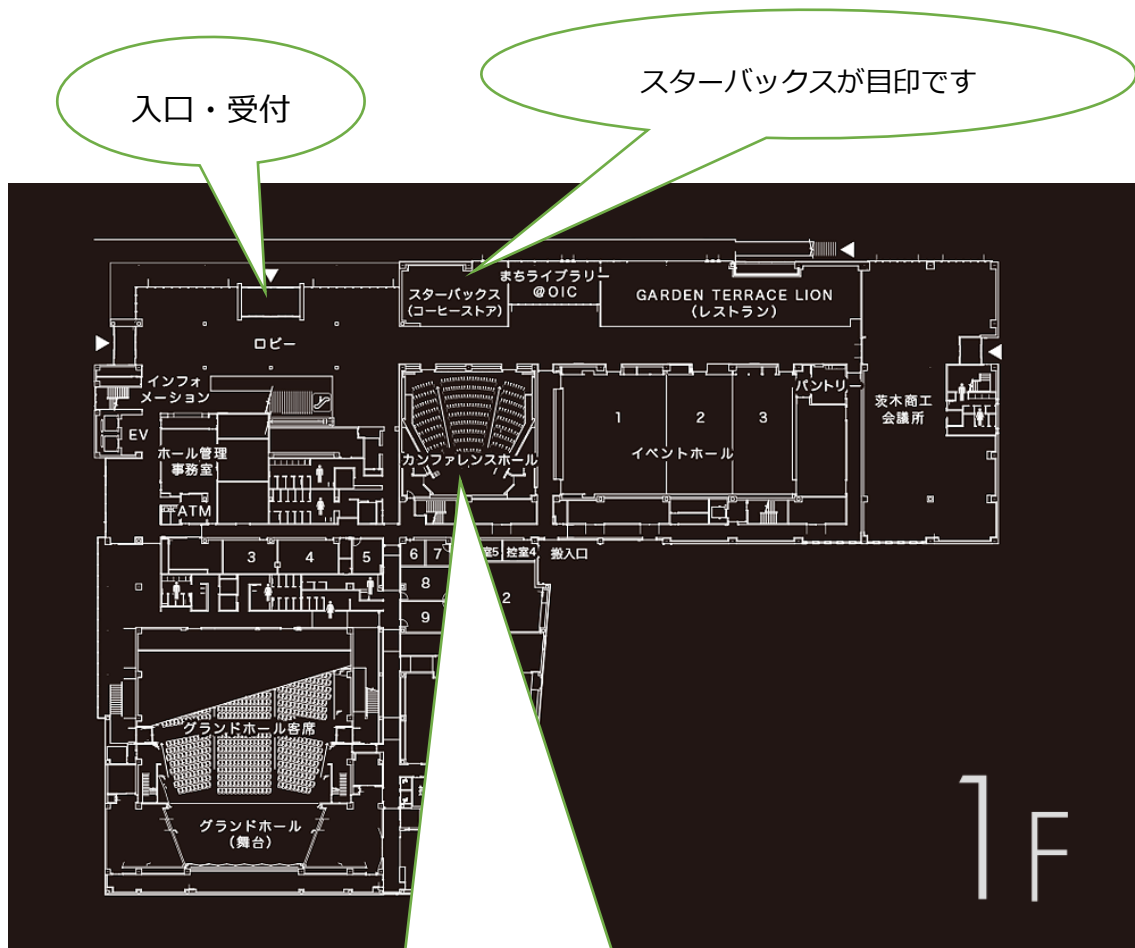 入口・受付
スターバックスが目印です
まちライブラリー
@OIC
スターバックス
(コーヒーストア)
GARDEN TERRACE LION
(レストラン)
ロビー
インフォ
メーション
パントリー
茨木商工
会議所
1
2
3
EV
ホール管理
事務室
カンファレンスホール
イベントホール
ATM
3
4
5
6
7
室5
控室4
搬入口
8
2
9
グランドホール客席
グランドホール
(舞台)
1F